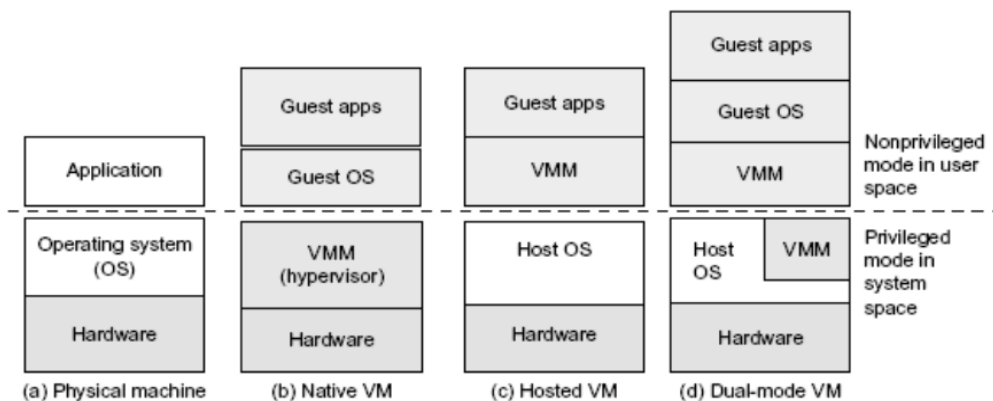 Application
Operating system
(OS)
Hardware
(a) Physical machine
Guest apps
Guest OS
VMM
(hypervisor)
Hardware
(b) Native VM
Guest apps
VMM
Host OS
Hardware
(c) Hosted VM
Guest apps
Guest OS
VMM
Host
OS
VMM
Hardware
(d) Dual-mode VM
Nonprivileged
mode in user
space
Privileged
mode in
system
space